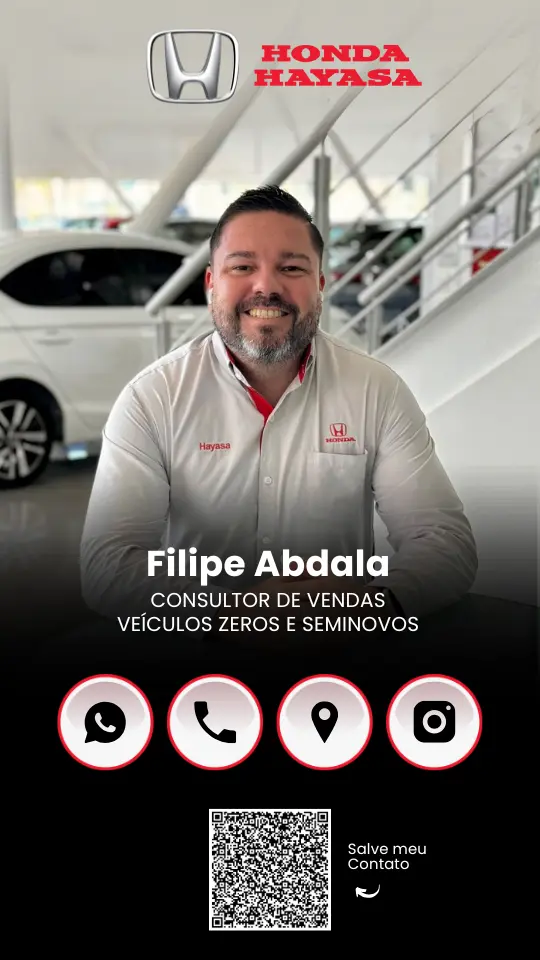 HONDA
HAYASA
Hayasa
HONDA
Filipe Abdala
CONSULTOR DE VENDAS
VEÍCULOS ZEROS E SEMINOVOS
Salve meu
Contato